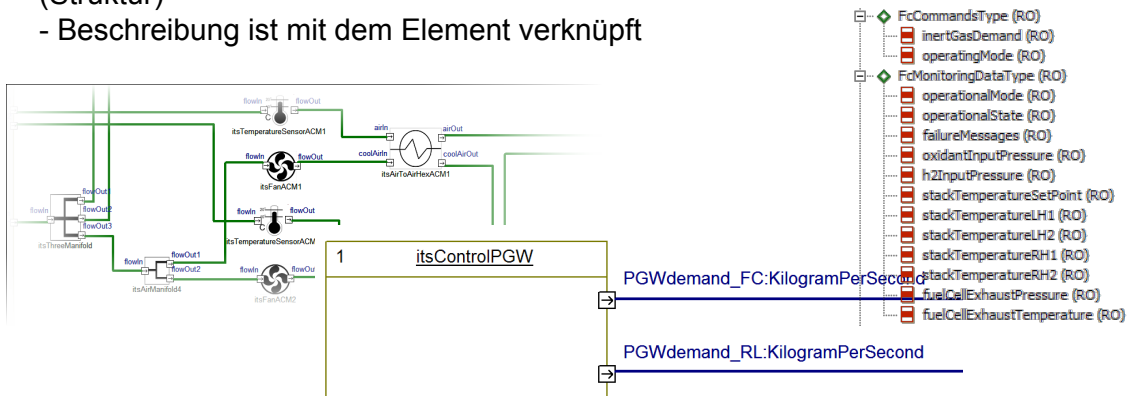 (Struktur)
- Beschreibung ist mit dem Element verknüpft
FcCommandsType (RO)
inertGasDemand (RO)
operatingMode (RO)
FcMonitoringDataType (RO)
operationalMode (RO)
operationalState (RO)
failureMessages (RO)
oxidantInputPressure (RO)
h2InputPressure (RO)
stackTemperatureSetPoint (RO)
stackTemperatureLH1 (RO)
stackTemperatureLH2 (RO)
stackTemperatureRH1 (RO)
stackTemperatureRH2 (RO)
fuelCellExhaustPressure (RO)
fuelCellExhaustTemperature (RO)
flowIn
flowOut
C
itsTemperatureSensorACM1
airIn
airOut
flowIn
flowOut
coolAirIn
coolAirOut
itsFanACM1
itsAirToAirHexACM1
flowOut1
flowIn
flowOut2
flowOut3
itsThreeManifold
flowIn
flowOut
C
itsTemperatureSensorACM
flowIn
flowOut1
flowOut2
itsAirManifold4
flowIn
flowOu
itsFanACM2
1
itsControlPGW
PGWdemand_FC:KilogramPerSecond
PGWdemand_RL:KilogramPerSecond